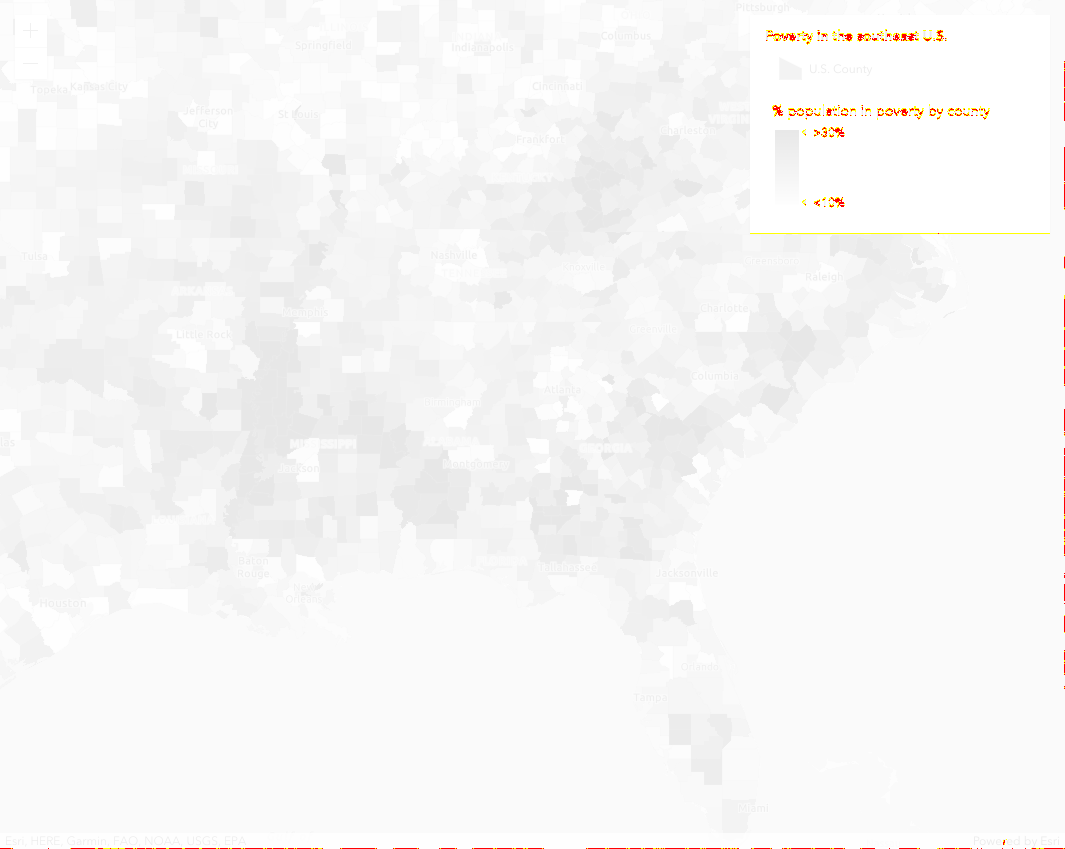 Pittsburgh
Springfield
Indianapolis
Columbus
Topeka
Kansas City
Cincinnati
Jefferson
City
St Louis
Charleston
Frankfort
Poverty in the southeast U.S.
U.S. County
% population in poverty by county
>30%
<10%
Tulsa
Nashville
Knoxville
Greensboro
Raleigh
Memphis
Charlotte
Little Rock
Columbia
Atlanta
Birmingham
MISSISSIPPI
GEORGIA
Jackson
Montgomery
Baton
Rouge
Tallahassee
Jacksonville
Houston
Orlando
Tampa
Miami
Esri, HERE, Garmin, FAO, NOAA, USGS, EPA
Powered by Esri